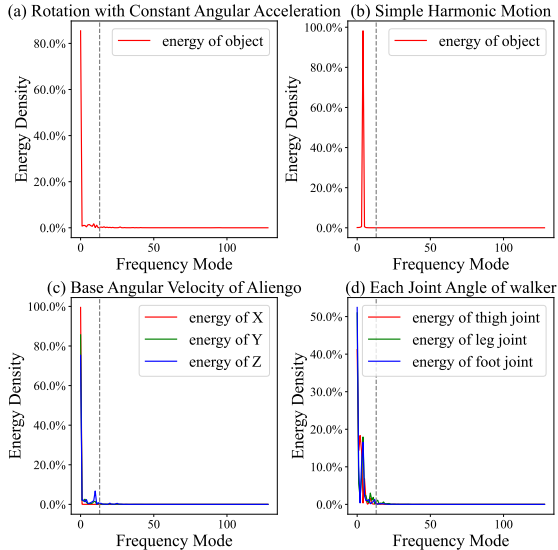 (a) Rotation with Constant Angular Acceleration
(b) Simple Harmonic Motion
energy of object
energy of object
80.0%
60.0%
40.0%
20.0%
0.0%
100.0%
80.0%
60.0%
40.0%
20.0%
0.0%
Energy Density
Energy Density
0 50 100
0 50 100
Frequency Mode
Frequency Mode
(c) Base Angular Velocity of Aliengo
(d) Each Joint Angle of walker
energy of X
energy of Y
energy of Z
energy of thigh joint
energy of leg joint
energy of foot joint
100.0%
80.0%
60.0%
40.0%
20.0%
0.0%
50.0%
40.0%
30.0%
20.0%
10.0%
0.0%
Energy Density
Energy Density
0 50 100
0 50 100
Frequency Mode
Frequency Mode